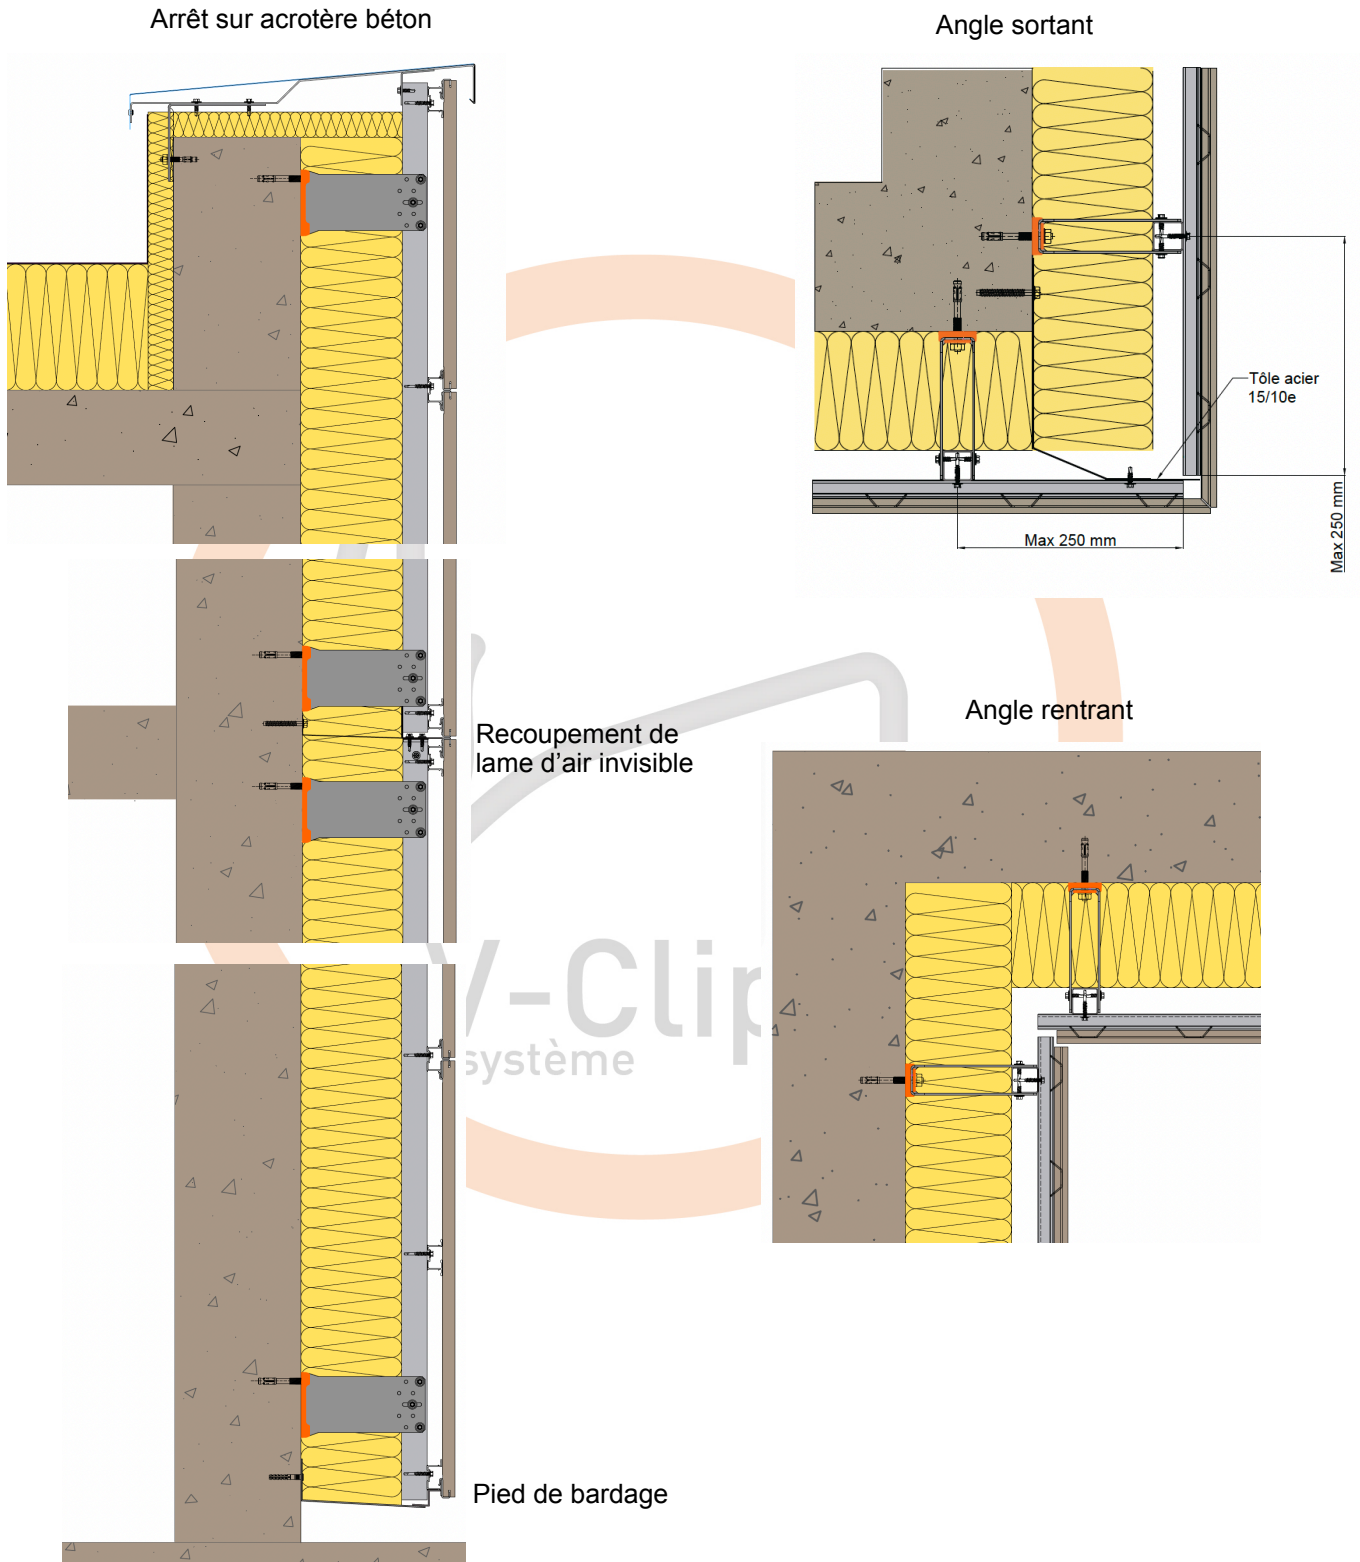 Arrêt sur acrotère béton
Angle sortant
Tôle acier
15/10e
Max 250 mm
Max 250 mm
Recoupement de
lame d'air invisible
Angle rentrant
V-Clip
système
Pied de bardage